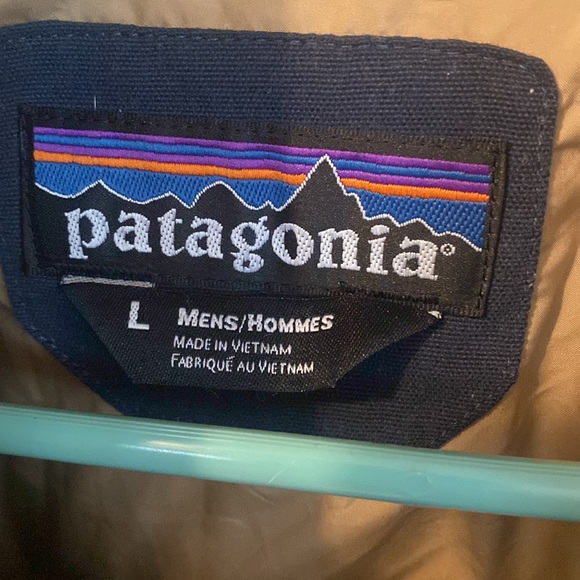 patagonia®
L MENS/HOMMES
MADE IN VIETNAM
FABRIQUÉ AU VIETNAM